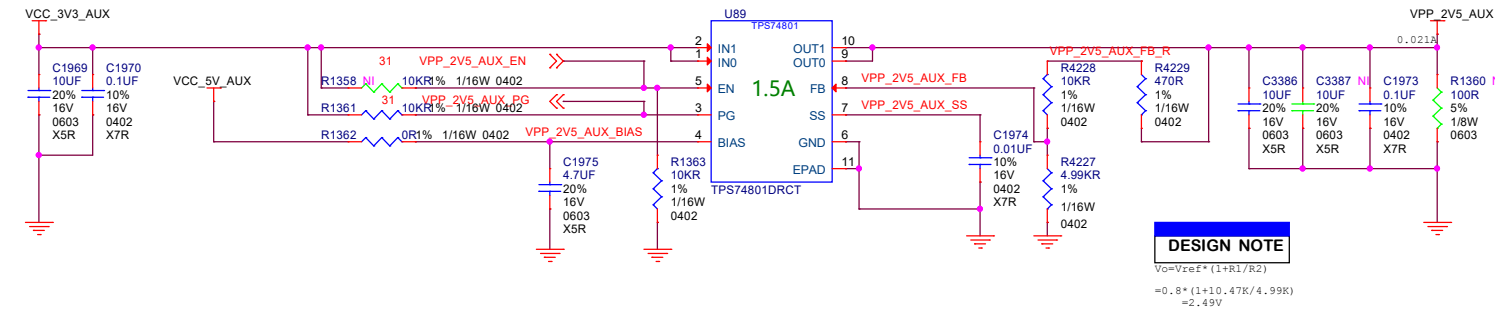 VCC_3V3_AUX
U89
TPS74801
VPP_2V5_AUX
0.021A
2
IN1
1
IN0
OUT1
10
OUT0
9
31
VPP_2V5_AUX_EN
VPP_2V5_AUX_FB_R
C1969
10UF
20%
16V
0603
X5R
C1970
0.1UF
10%
16V
0402
X7R
VCC_5V_AUX
R1358
NI
10KR
1%
1/16W
0402
5
EN
1.5A
FB
8
VPP_2V5_AUX_FB
31
VPP_2V5_AUX_PG
R1361
10KR
1%
1/16W
0402
3
PG
SS
7
VPP_2V5_AUX_SS
R1362
0R
1%
1/16W
0402
VPP_2V5_AUX_BIAS
4
BIAS
GND
6
EPAD
11
TPS74801DRCT
C1975
4.7UF
20%
16V
0603
X5R
R1363
10KR
1%
1/16W
0402
C1974
0.01UF
10%
16V
0402
X7R
R4228
10KR
1%
1/16W
0402
R4229
470R
1%
1/16W
0402
R4227
4.99KR
1%
1/16W
0402
C3386
10UF
20%
16V
0603
X5R
C3387
NI
10UF
20%
16V
0603
X5R
C1973
NI
0.1UF
10%
16V
0402
X7R
R1360
100R
5%
1/8W
0603
DESIGN NOTE
Vo=Vref*(1+R1/R2)
=0.8*(1+10.47K/4.99K)
=2.49V